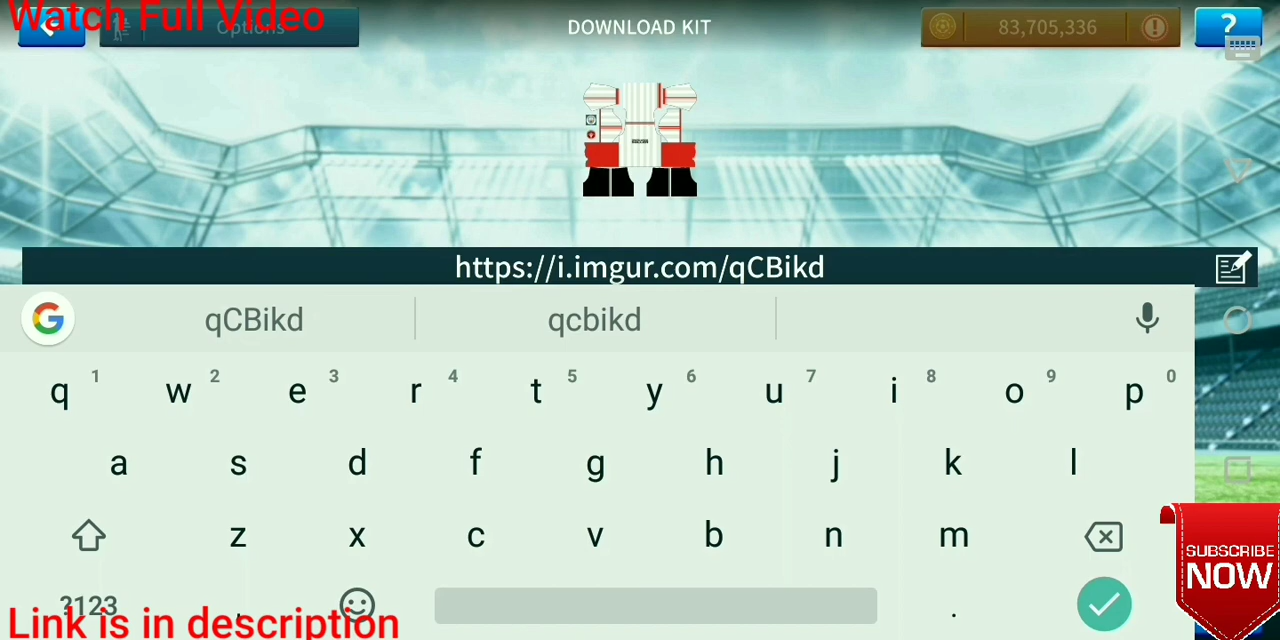 Watch Full Video
Options
DOWNLOAD KIT
83,705,336
?
https://i.imgur.com/qCBikd
G
qCBikd
qcbikd
q 1 w 2 e 3 r 4 t 5 y 6 u 7 i 8 o 9 p 0
a s d f g h j k l
z x c v b n m
?123 , .
SUBSCRIBE
NOW
Link is in description